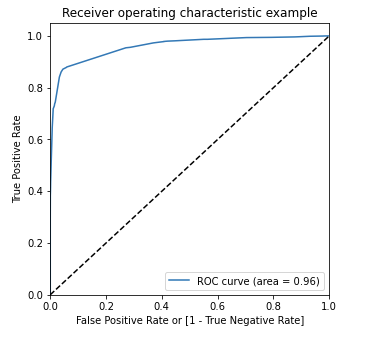 Receiver operating characteristic example
True Positive Rate
1.0
0.8
0.6
0.4
0.2
0.0
ROC curve (area = 0.96)
0.0 0.2 0.4 0.6 0.8 1.0
False Positive Rate or [1 - True Negative Rate]